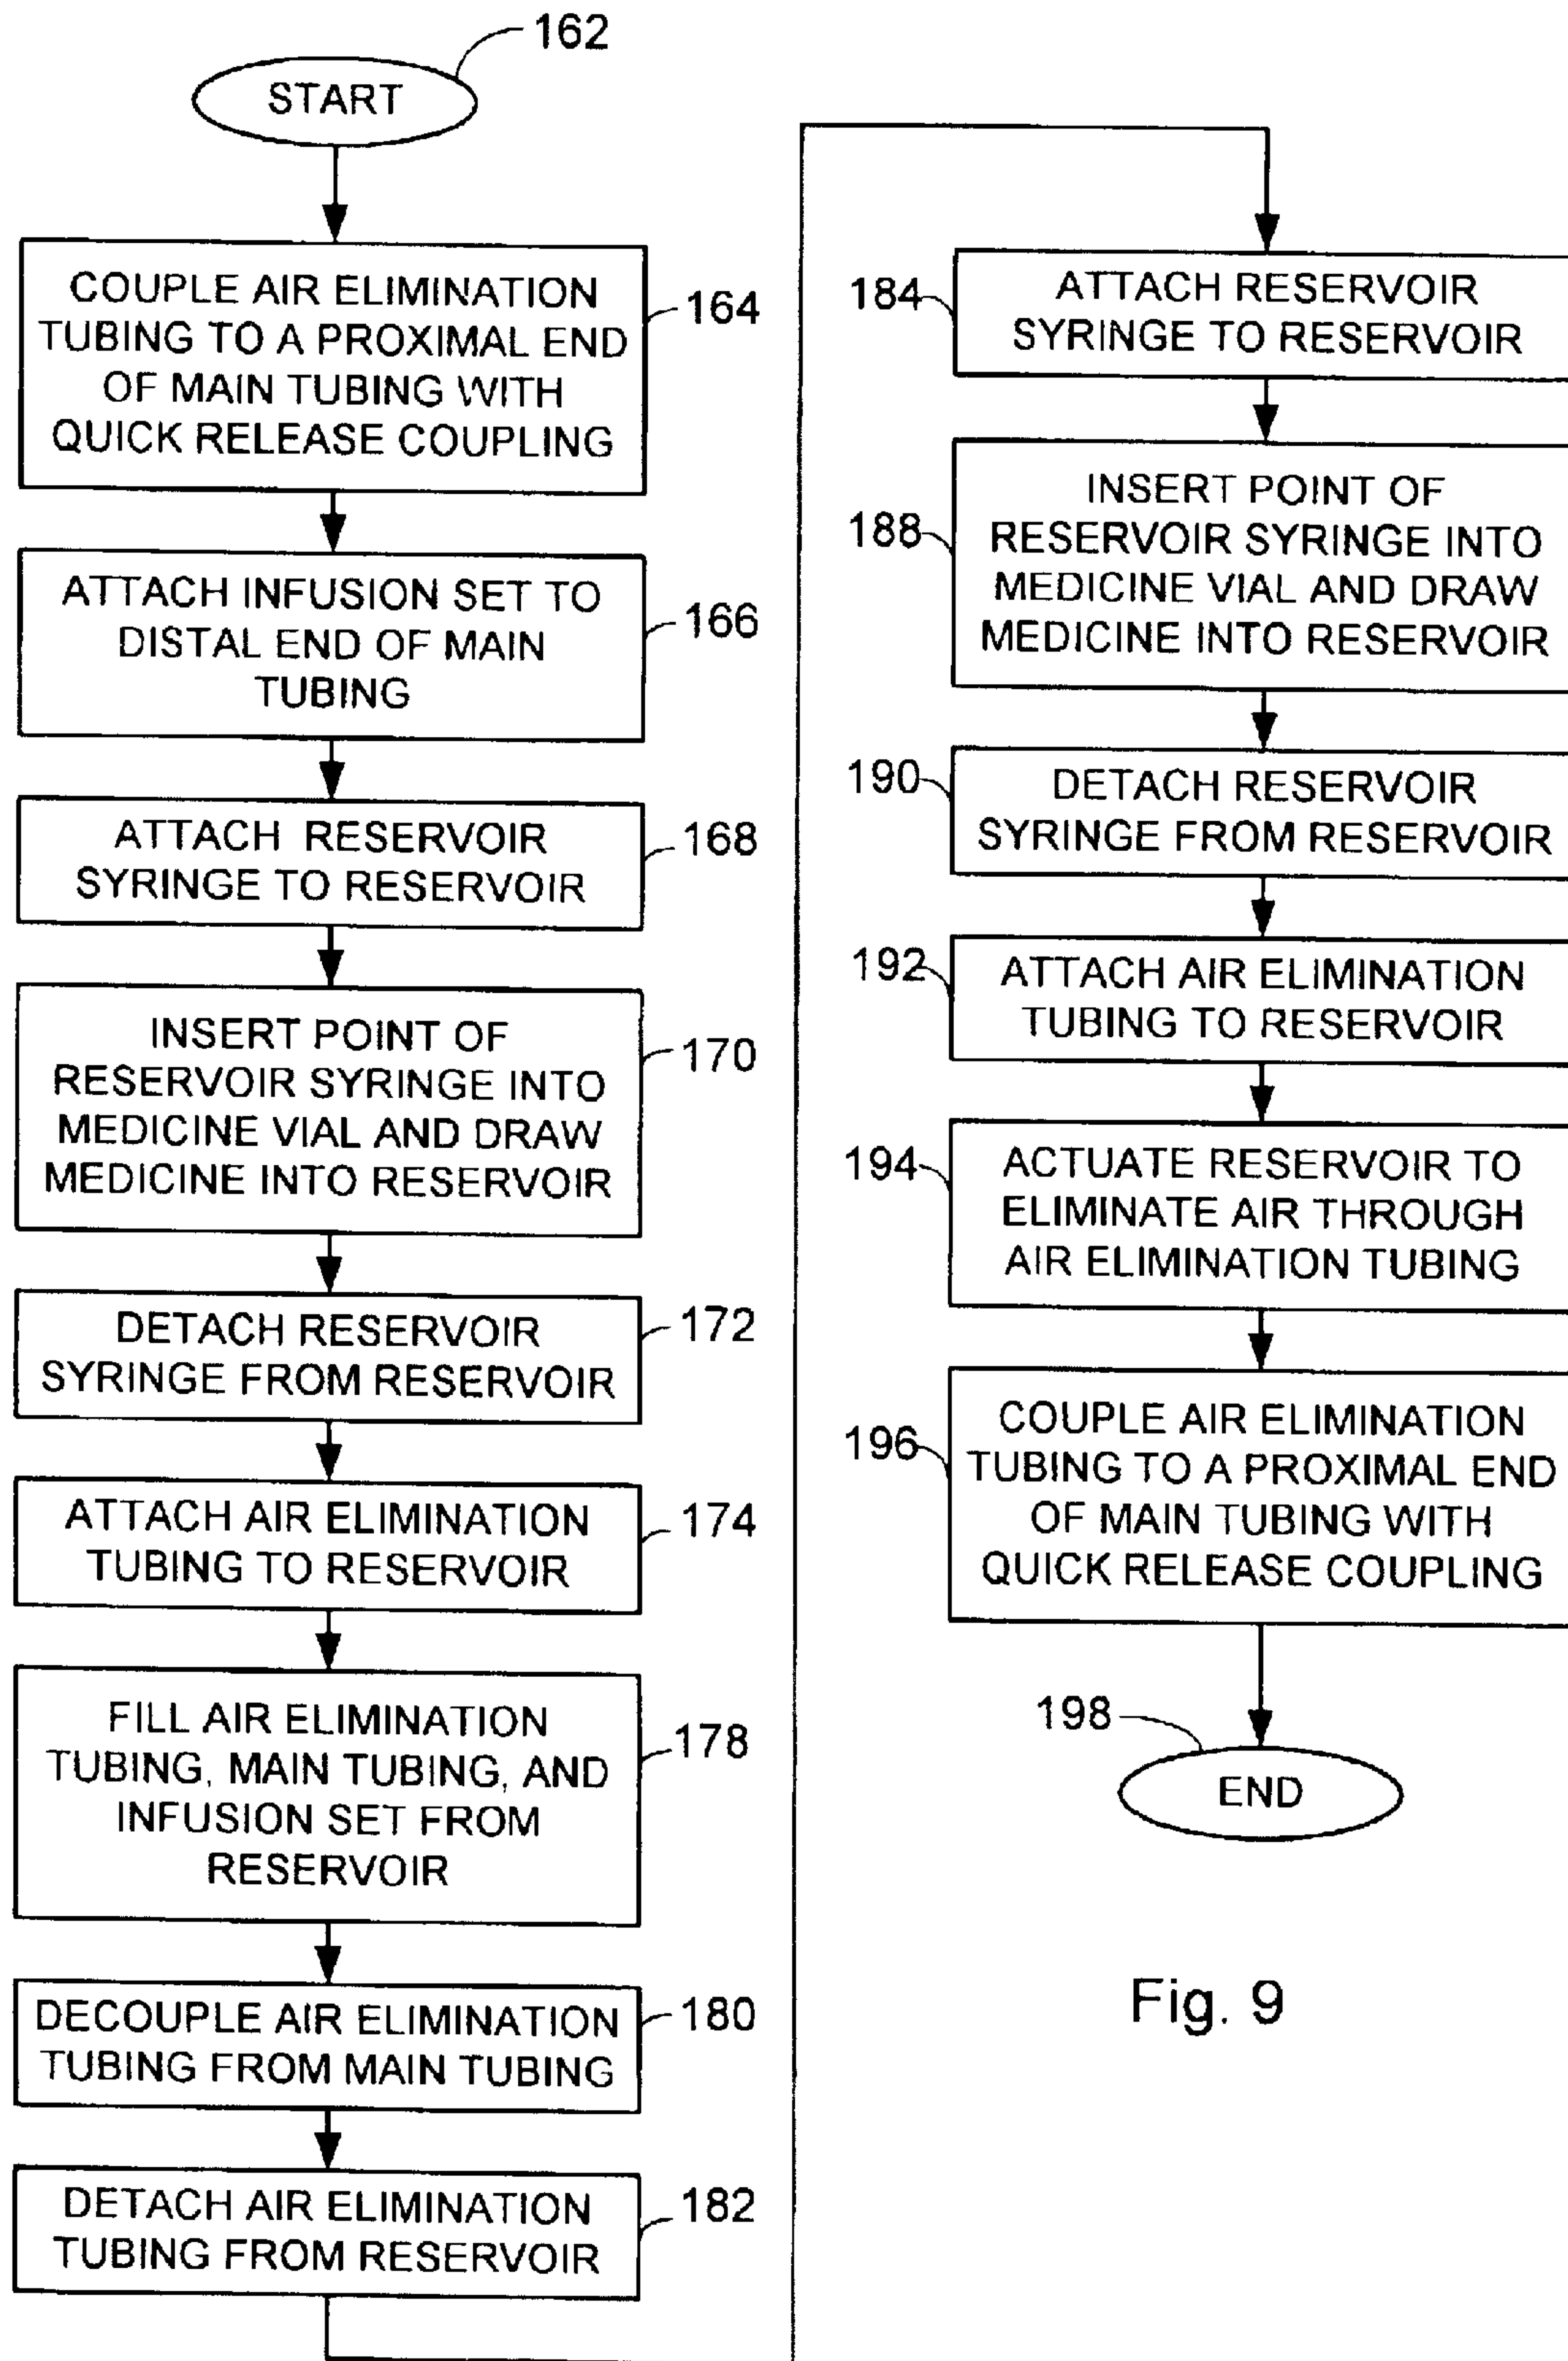 162
START
COUPLE AIR ELIMINATION
TUBING TO A PROXIMAL END
OF MAIN TUBING WITH
QUICK RELEASE COUPLING
164
ATTACH INFUSION SET TO
DISTAL END OF MAIN
TUBING
166
ATTACH RESERVOIR
SYRINGE TO RESERVOIR
168
INSERT POINT OF
RESERVOIR SYRINGE INTO
MEDICINE VIAL AND DRAW
MEDICINE INTO RESERVOIR
170
DETACH RESERVOIR
SYRINGE FROM RESERVOIR
172
ATTACH AIR ELIMINATION
TUBING TO RESERVOIR
174
FILL AIR ELIMINATION
TUBING, MAIN TUBING, AND
INFUSION SET FROM
RESERVOIR
178
DECOUPLE AIR ELIMINATION
TUBING FROM MAIN TUBING
180
DETACH AIR ELIMINATION
TUBING FROM RESERVOIR
182
184
ATTACH RESERVOIR
SYRINGE TO RESERVOIR
188
INSERT POINT OF
RESERVOIR SYRINGE INTO
MEDICINE VIAL AND DRAW
MEDICINE INTO RESERVOIR
190
DETACH RESERVOIR
SYRINGE FROM RESERVOIR
192
ATTACH AIR ELIMINATION
TUBING TO RESERVOIR
194
ACTUATE RESERVOIR TO
ELIMINATE AIR THROUGH
AIR ELIMINATION TUBING
196
COUPLE AIR ELIMINATION
TUBING TO A PROXIMAL END
OF MAIN TUBING WITH
QUICK RELEASE COUPLING
198
END
Fig. 9